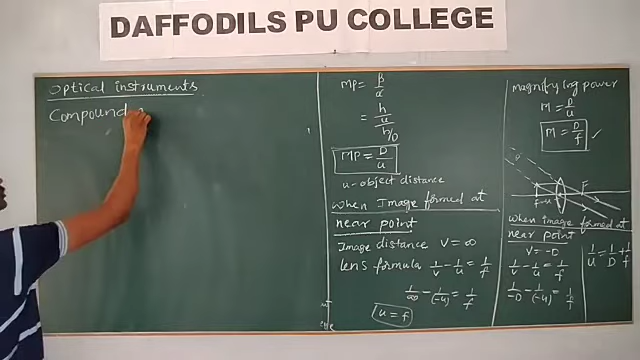 DAFFODILS PU COLLEGE
Optical instruments
Compound
MP = β/α
= h/u / h/D
MP = D/u
u-object distance
when Image formed at
near point
Image distance v = ∞
lens formula 1/v - 1/u = 1/f
1/∞ - 1/(-u) = 1/f
u = f
magnifying power
M = D/u
M = D/f ✓
F
f-u
when image formed at
near point
v = -D
1/v - 1/u = 1/f
1/-D - 1/(-u) = 1/f
1/u = 1/D + 1/f